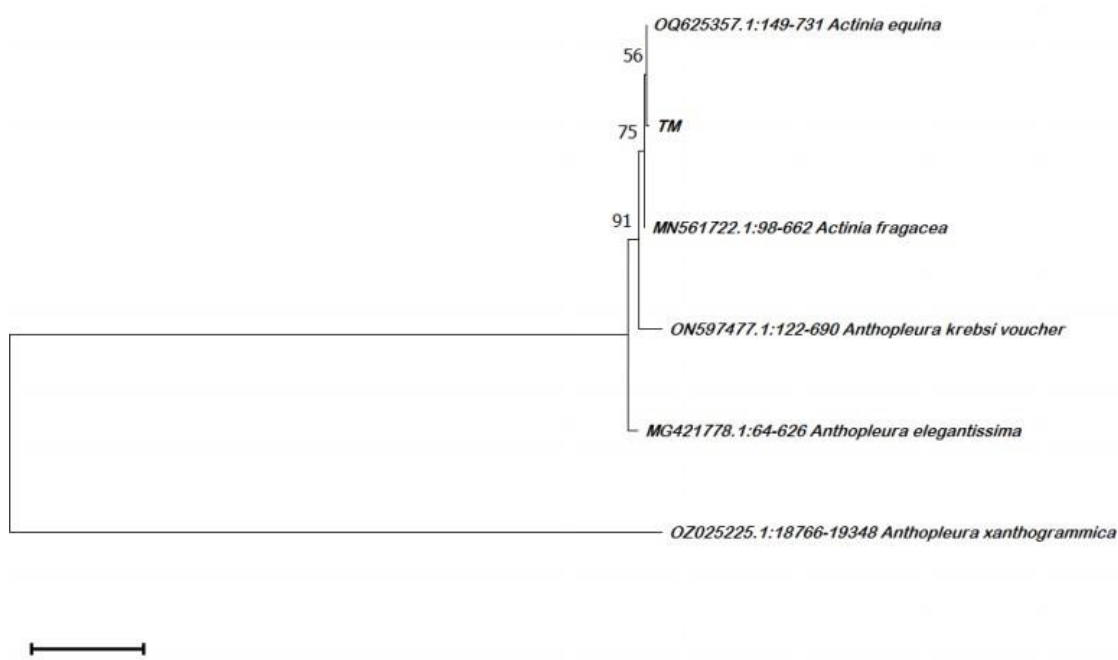 OQ625357.1:149-731 Actinia equina
56
TM
75
MN561722.1:98-662 Actinia fragacea
91
ON597477.1:122-690 Anthopleura krebsi voucher
MG421778.1:64-626 Anthopleura elegantissima
OZ025225.1:18766-19348 Anthopleura xanthogrammica